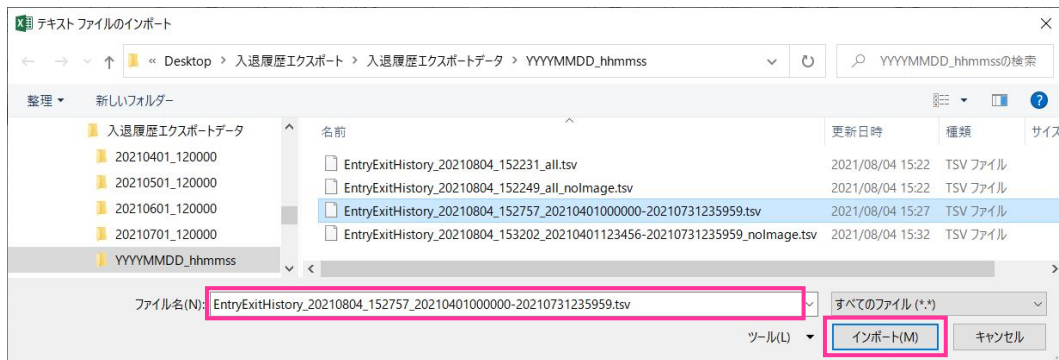 テキスト ファイルのインポート
« Desktop › 入退履歴エクスポート › 入退履歴エクスポートデータ › YYYYMMDD_hhmmss
YYYYMMDD_hhmmssの検索
整理 新しいフォルダー
入退履歴エクスポートデータ
20210401_120000
20210501_120000
20210601_120000
20210701_120000
YYYYMMDD_hhmmss
名前 更新日時 種類 サイズ
EntryExitHistory_20210804_152231_all.tsv 2021/08/04 15:22 TSV ファイル
EntryExitHistory_20210804_152249_all_noImage.tsv 2021/08/04 15:22 TSV ファイル
EntryExitHistory_20210804_152757_20210401000000-20210731235959.tsv 2021/08/04 15:27 TSV ファイル
EntryExitHistory_20210804_153202_20210401123456-20210731235959_noImage.tsv 2021/08/04 15:32 TSV ファイル
ファイル名(N): EntryExitHistory_20210804_152757_20210401000000-20210731235959.tsv すべてのファイル (*.*)
ツール(L) インポート(M) キャンセル